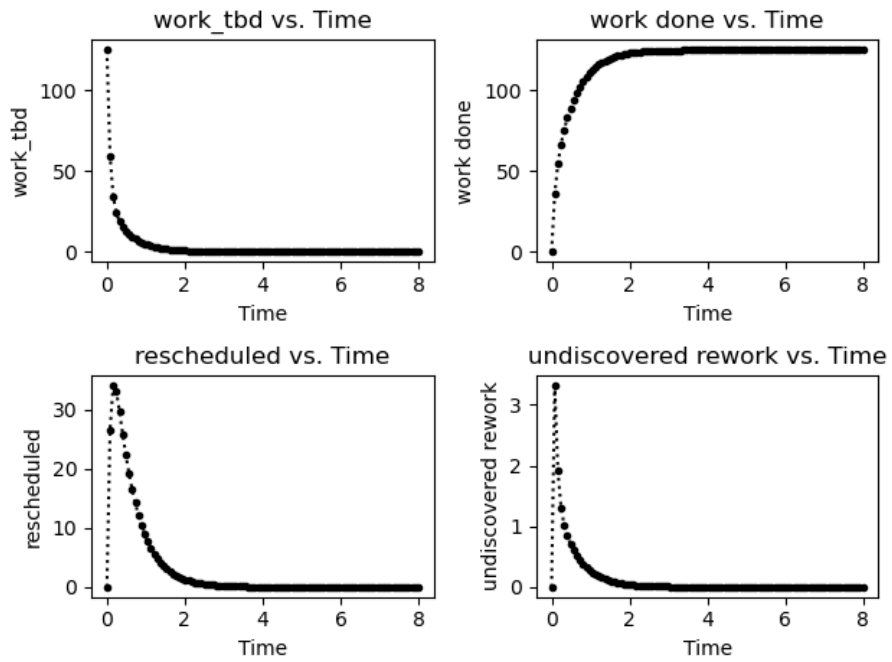 work_tbd vs. Time
work_tbd
100
50
0
0 2 4 6 8
Time
work done vs. Time
work done
100
50
0
0 2 4 6 8
Time
rescheduled vs. Time
rescheduled
30
20
10
0
0 2 4 6 8
Time
undiscovered rework vs. Time
undiscovered rework
3
2
1
0
0 2 4 6 8
Time